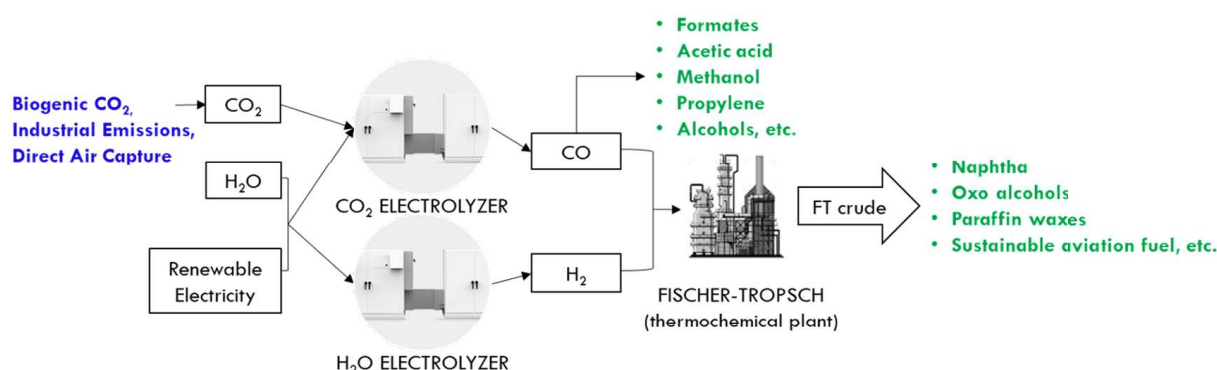 Biogenic CO₂,
Industrial Emissions,
Direct Air Capture
CO₂
H₂O
Renewable
Electricity
CO₂ ELECTROLYZER
H₂O ELECTROLYZER
CO
H₂
• Formates
• Acetic acid
• Methanol
• Propylene
• Alcohols, etc.
FISCHER-TROPSCH
(thermochemical plant)
FT crude
• Naphtha
• Oxo alcohols
• Paraffin waxes
• Sustainable aviation fuel, etc.